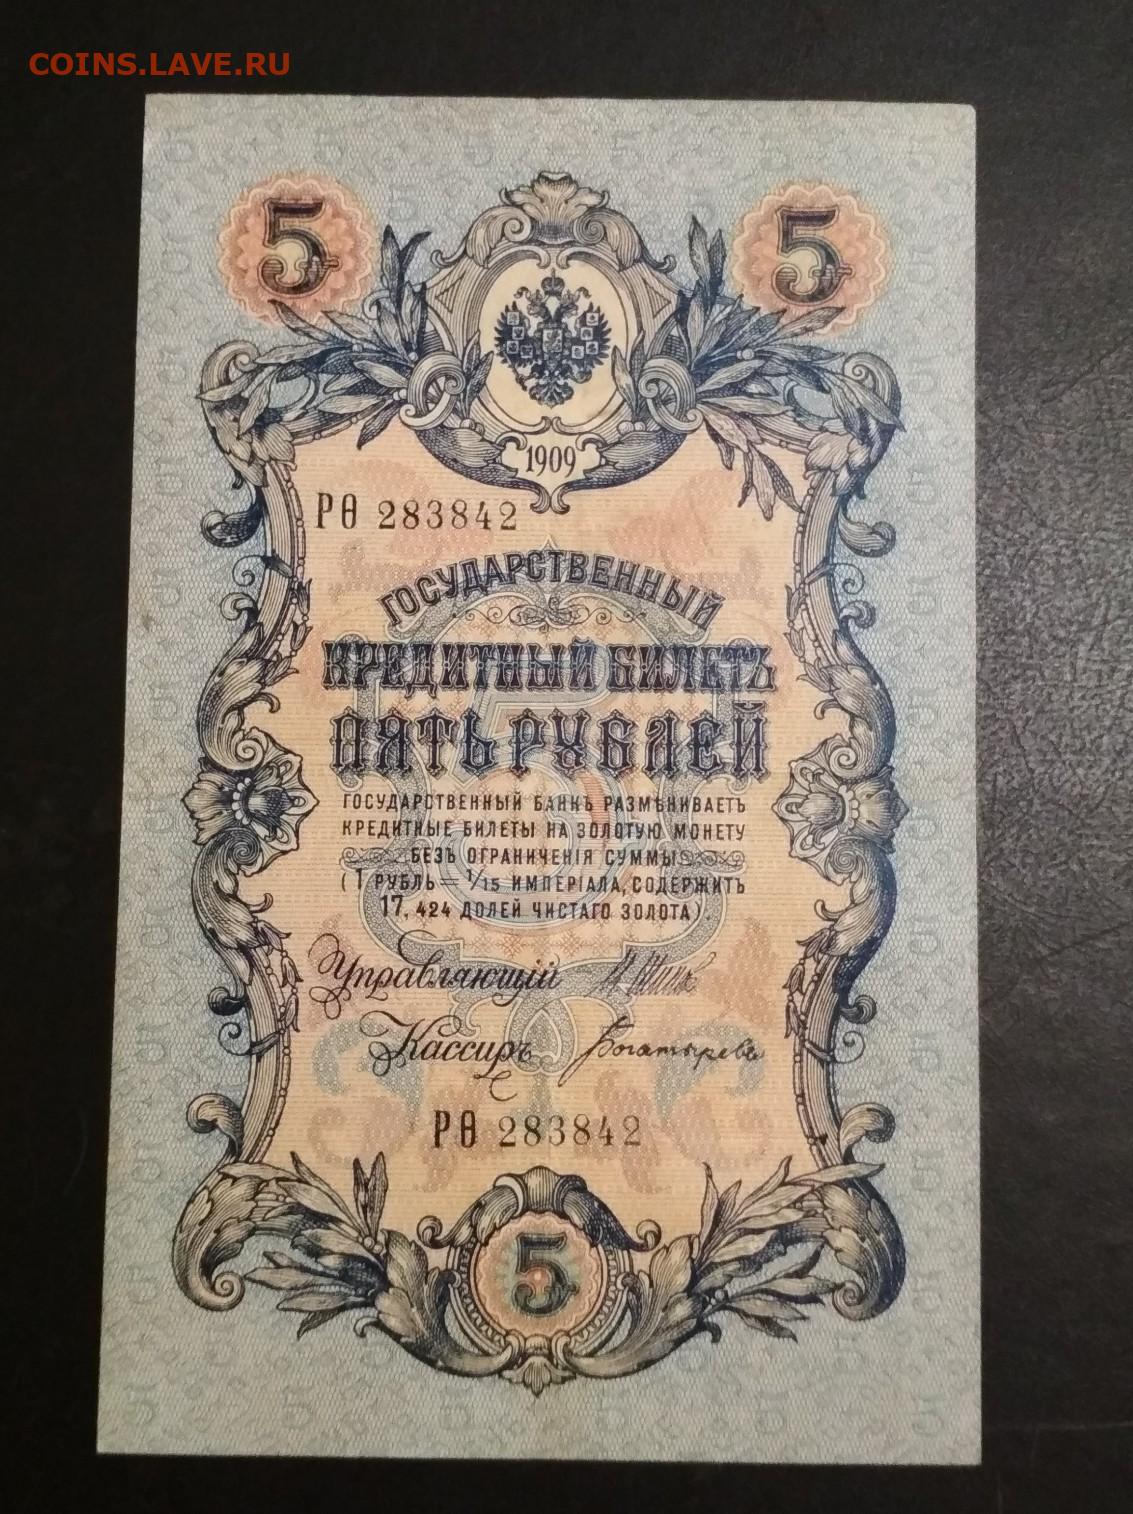 COINS.LAVE.RU
5 5
1909
РѲ 283842
ГОСУДАРСТВЕННЫЙ
КРЕДИТНЫЙ БИЛЕТЪ
ПЯТЬ РУБЛЕЙ
ГОСУДАРСТВЕННЫЙ БАНКЪ РАЗМѢНИВАЕТЪ
КРЕДИТНЫЕ БИЛЕТЫ НА ЗОЛОТУЮ МОНЕТУ
БЕЗЪ ОГРАНИЧЕНІЯ СУММЫ
(1 РУБЛЬ = 1/15 ИМПЕРІАЛА, СОДЕРЖИТЪ
17,424 ДОЛЕЙ ЧИСТАГО ЗОЛОТА).
Управляющій И Шипов
Кассиръ Богатыревъ
РѲ 283842
5